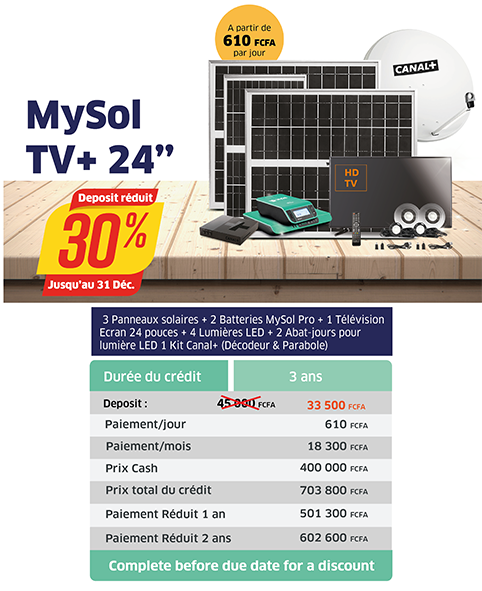 A partir de
610 FCFA
par jour
CANAL+
MySol
TV+ 24”
HD
TV
Deposit réduit
30%
Jusqu'au 31 Déc.
3 Panneaux solaires + 2 Batteries MySol Pro + 1 Télévision
Ecran 24 pouces + 4 Lumières LED + 2 Abat-jours pour
lumière LED 1 Kit Canal+ (Décodeur & Parabole)
Durée du crédit 3 ans
Deposit : 45 000 FCFA 33 500 FCFA
Paiement/jour 610 FCFA
Paiement/mois 18 300 FCFA
Prix Cash 400 000 FCFA
Prix total du crédit 703 800 FCFA
Paiement Réduit 1 an 501 300 FCFA
Paiement Réduit 2 ans 602 600 FCFA
Complete before due date for a discount